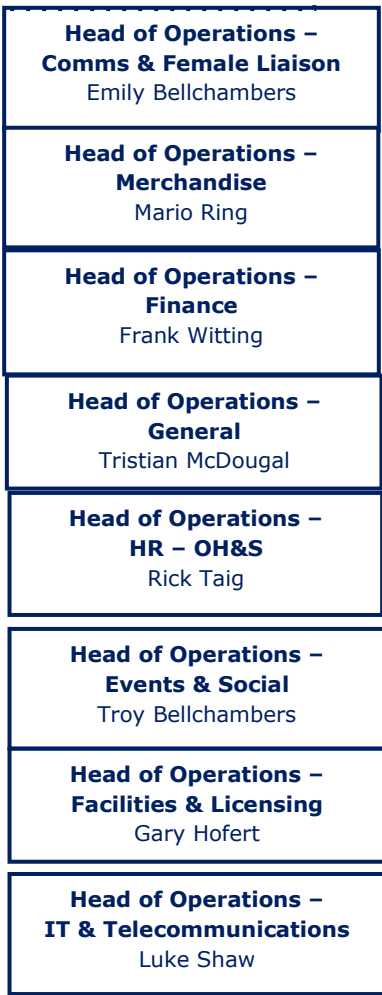 Head of Operations –
Comms & Female Liaison
Emily Bellchambers
Head of Operations –
Merchandise
Mario Ring
Head of Operations –
Finance
Frank Witting
Head of Operations –
General
Tristian McDougal
Head of Operations –
HR – OH&S
Rick Taig
Head of Operations –
Events & Social
Troy Bellchambers
Head of Operations –
Facilities & Licensing
Gary Hofert
Head of Operations –
IT & Telecommunications
Luke Shaw